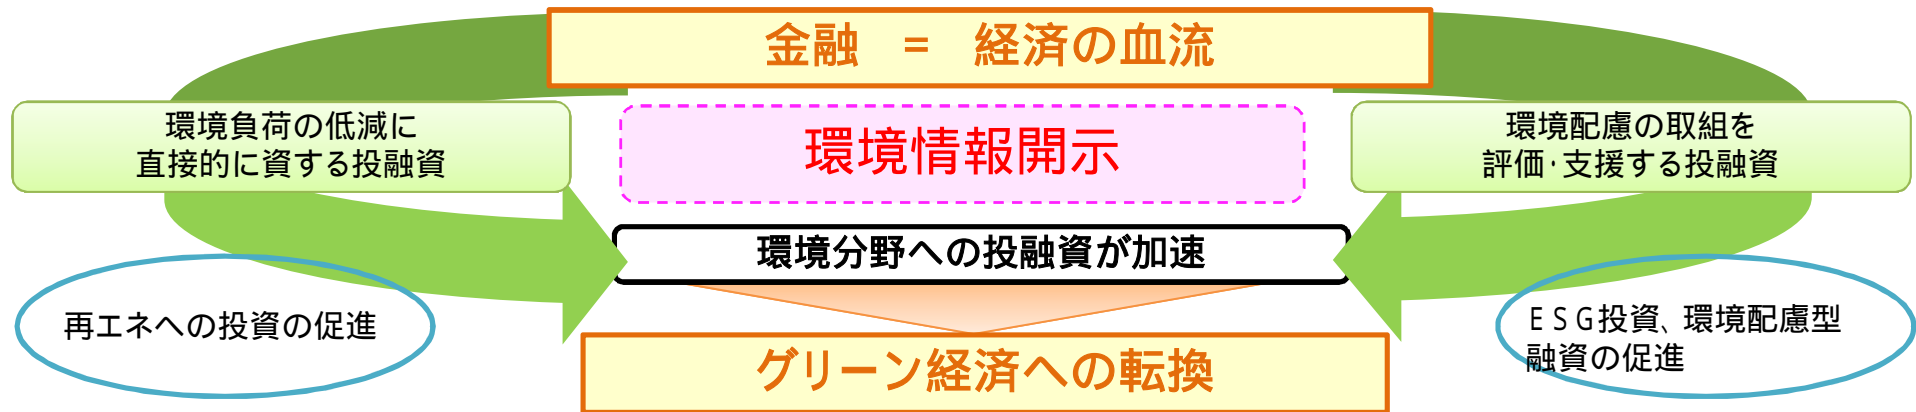 金融　=　経済の血流
環境負荷の低減に
直接的に資する投融資
環境情報開示
環境配慮の取組を
評価・支援する投融資
環境分野への投融資が加速
再エネへの投資の促進
ＥＳＧ投資、環境配慮型
融資の促進
グリーン経済への転換